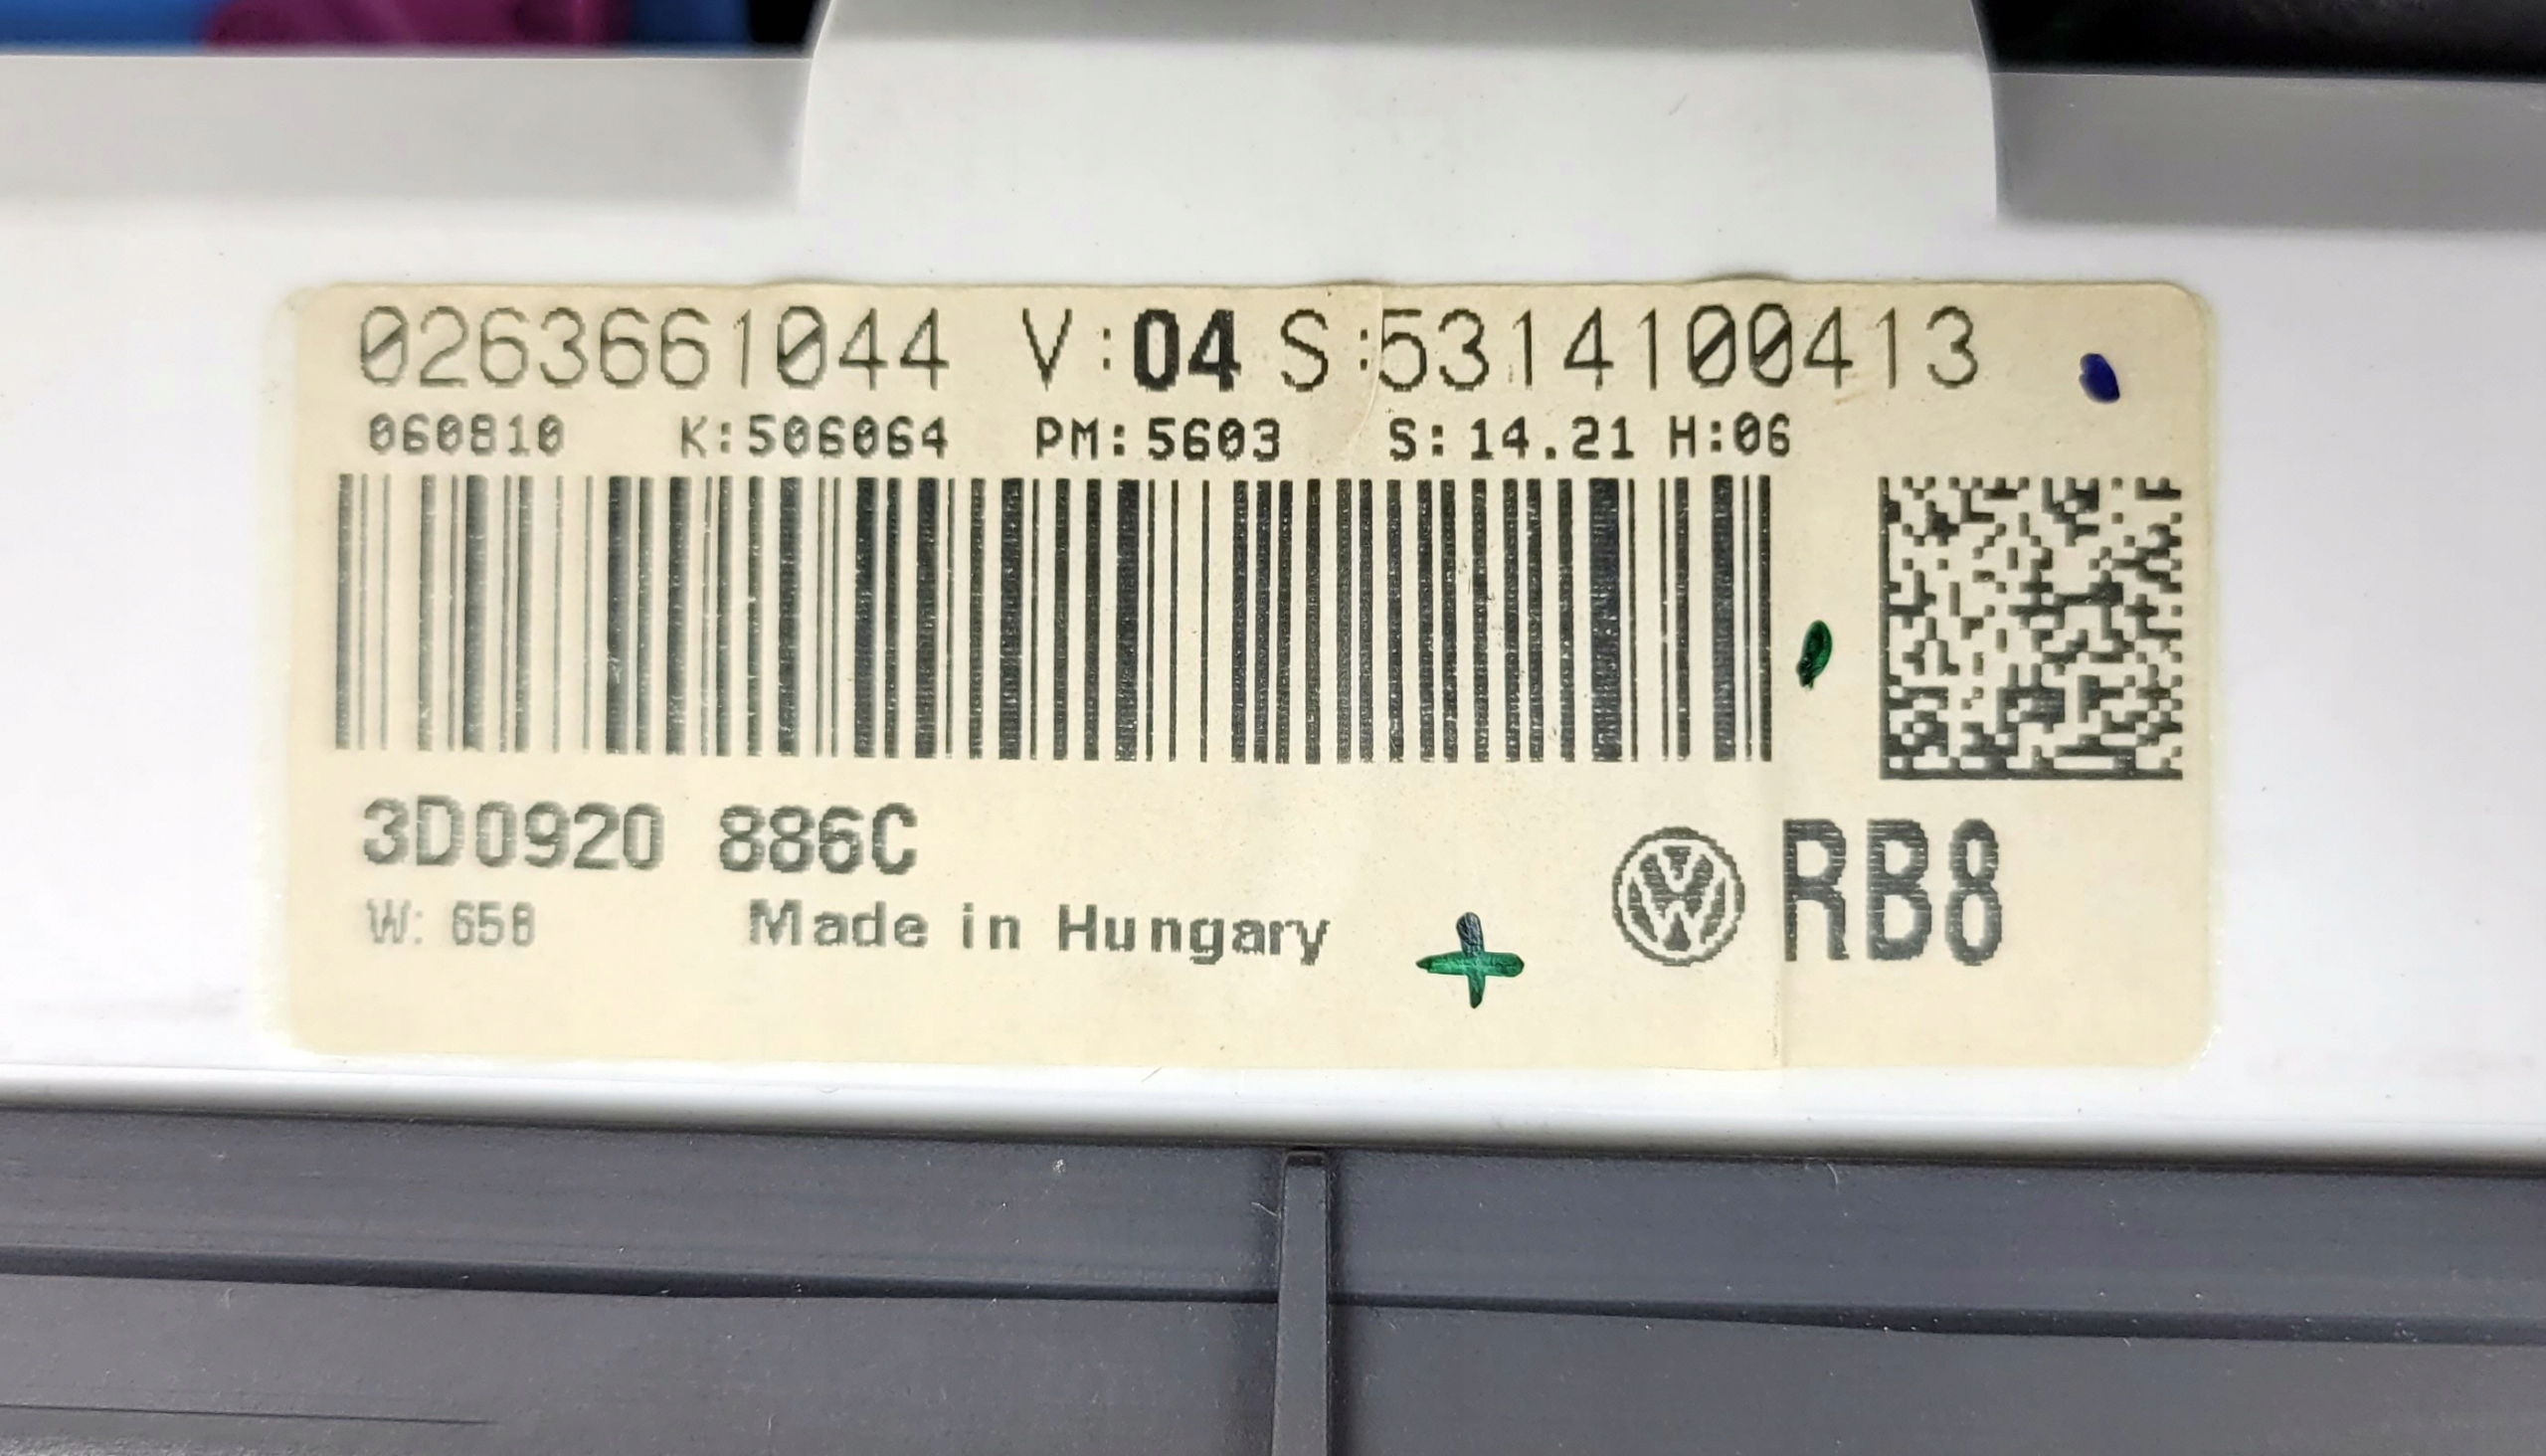 0263661044 V:04 S:5314100413
060810 K:506064 PM:5603 S:14.21 H:06
3D0920 886C
W: 658 Made in Hungary
RB8